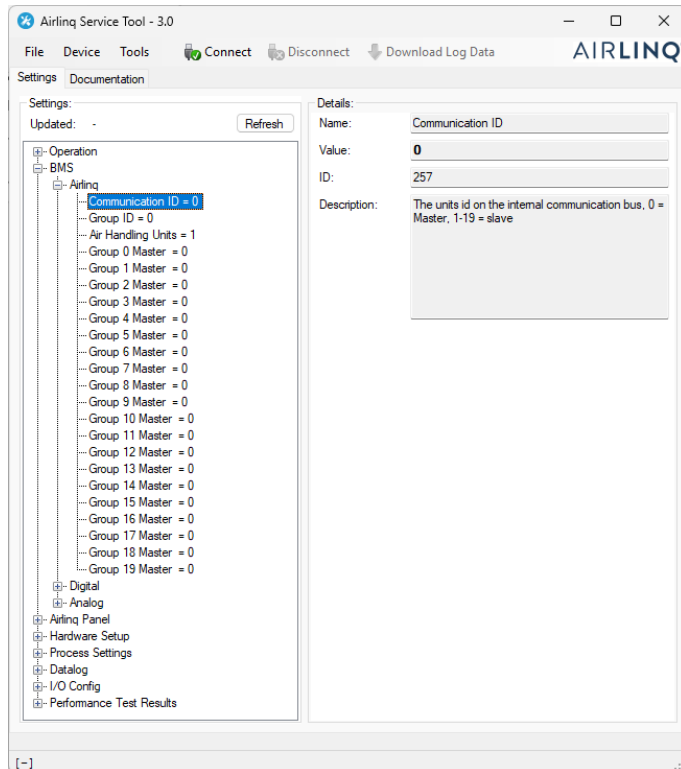 Airlinq Service Tool - 3.0
File Device Tools Connect Disconnect Download Log Data AIRLINQ
Settings Documentation
Settings:
Updated: - Refresh
Operation
BMS
Airlinq
Communication ID = 0
Group ID = 0
Air Handling Units = 1
Group 0 Master = 0
Group 1 Master = 0
Group 2 Master = 0
Group 3 Master = 0
Group 4 Master = 0
Group 5 Master = 0
Group 6 Master = 0
Group 7 Master = 0
Group 8 Master = 0
Group 9 Master = 0
Group 10 Master = 0
Group 11 Master = 0
Group 12 Master = 0
Group 13 Master = 0
Group 14 Master = 0
Group 15 Master = 0
Group 16 Master = 0
Group 17 Master = 0
Group 18 Master = 0
Group 19 Master = 0
Digital
Analog
Airlinq Panel
Hardware Setup
Process Settings
Datalog
I/O Config
Performance Test Results
Details:
Name: Communication ID
Value: 0
ID: 257
Description: The units id on the internal communication bus, 0 =
Master, 1-19 = slave
[-]